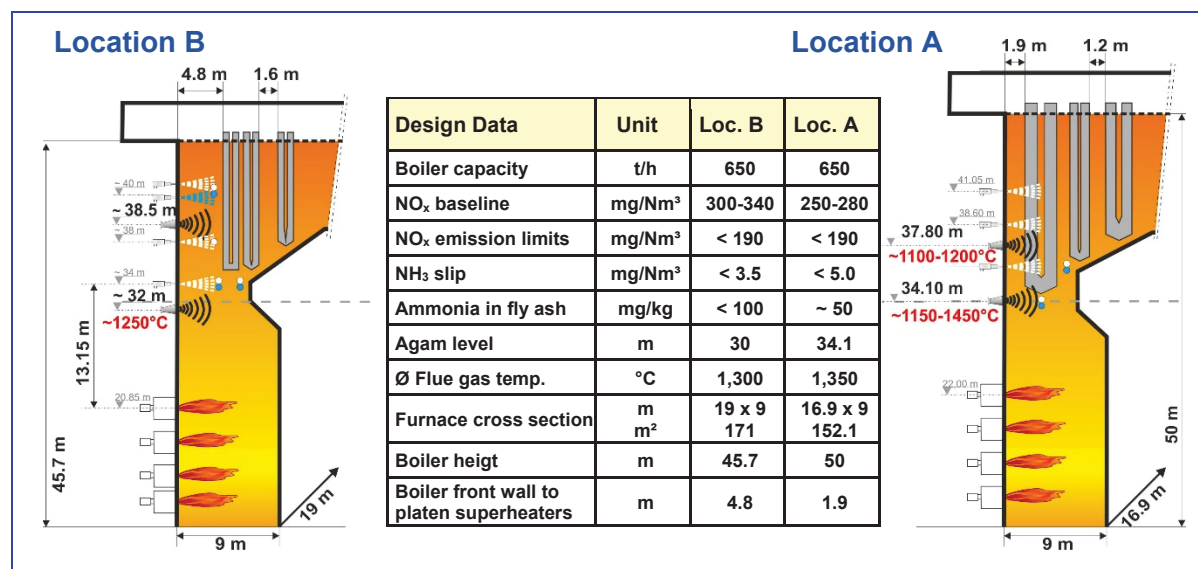 Location B
4.8 m
1.6 m
~ 40 m
~ 38.5 m
~ 38 m
~ 34 m
~ 32 m
~1250°C
13.15 m
20.85 m
45.7 m
19 m
9 m
Design Data Unit Loc. B Loc. A
Boiler capacity t/h 650 650
NOₓ baseline mg/Nm³ 300-340 250-280
NOₓ emission limits mg/Nm³ < 190 < 190
NH₃ slip mg/Nm³ < 3.5 < 5.0
Ammonia in fly ash mg/kg < 100 ~ 50
Agam level m 30 34.1
Ø Flue gas temp. °C 1,300 1,350
Furnace cross section m 19 x 9 16.9 x 9
m² 171 152.1
Boiler heigt m 45.7 50
Boiler front wall to
platen superheaters m 4.8 1.9
Location A
1.9 m
1.2 m
41.05 m
38.60 m
37.80 m
~1100-1200°C
34.10 m
~1150-1450°C
22.00 m
50 m
16.9 m
9 m